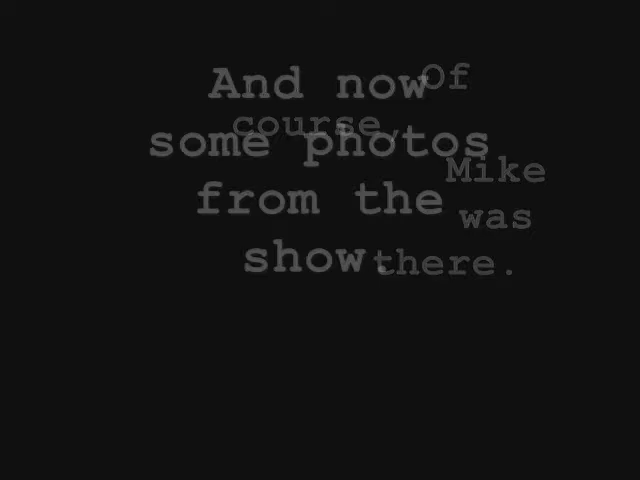 And now
some photos
from the
show.
Of
course,
Mike
was
there.